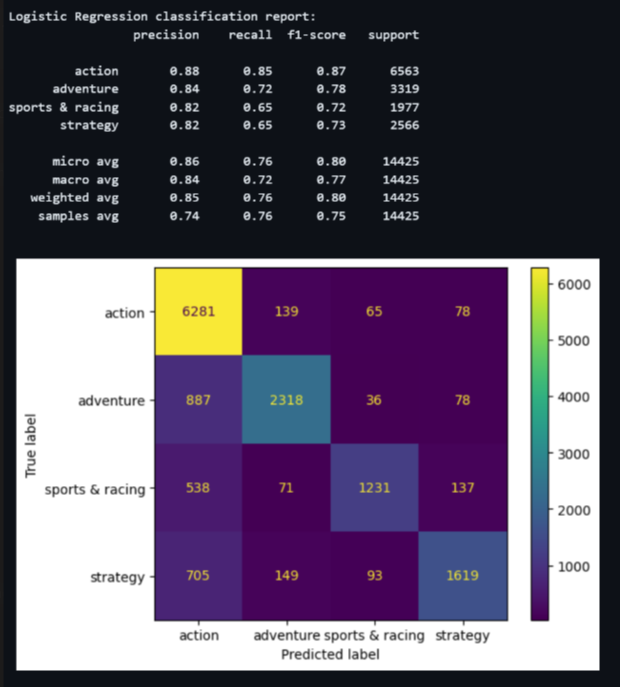 Logistic Regression classification report:
precision recall f1-score support
action 0.88 0.85 0.87 6563
adventure 0.84 0.72 0.78 3319
sports & racing 0.82 0.65 0.72 1977
strategy 0.82 0.65 0.73 2566
micro avg 0.86 0.76 0.80 14425
macro avg 0.84 0.72 0.77 14425
weighted avg 0.85 0.76 0.80 14425
samples avg 0.74 0.76 0.75 14425
action 6281 139 65 78
adventure 887 2318 36 78
sports & racing 538 71 1231 137
strategy 705 149 93 1619
action adventure sports & racing strategy
Predicted label
True label
6000
5000
4000
3000
2000
1000